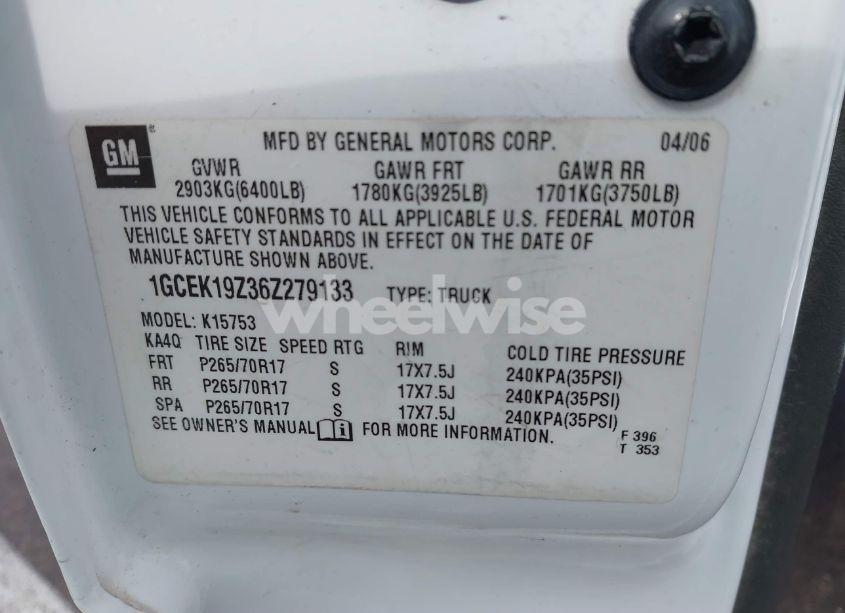 GM
MFD BY GENERAL MOTORS CORP. 04/06
GVWR GAWR FRT GAWR RR
2903KG(6400LB) 1780KG(3925LB) 1701KG(3750LB)
THIS VEHICLE CONFORMS TO ALL APPLICABLE U.S. FEDERAL MOTOR
VEHICLE SAFETY STANDARDS IN EFFECT ON THE DATE OF
MANUFACTURE SHOWN ABOVE.
1GCEK19Z36Z279133 TYPE: TRUCK
wheelwise
MODEL: K15753
KA4Q TIRE SIZE SPEED RTG RIM COLD TIRE PRESSURE
FRT P265/70R17 S 17X7.5J 240KPA(35PSI)
RR P265/70R17 S 17X7.5J 240KPA(35PSI)
SPA P265/70R17 S 17X7.5J 240KPA(35PSI)
SEE OWNER'S MANUAL FOR MORE INFORMATION.
F 396
T 353